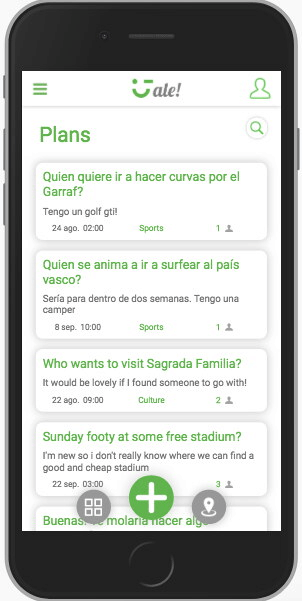 ale!
Plans
Quien quiere ir a hacer curvas por el
Garraf?
Tengo un golf gti!
24 ago. 02:00 Sports 1
Quien se anima a ir a surfear al país
vasco?
Sería para dentro de dos semanas. Tengo una
camper
8 sep. 10:00 Sports 1
Who wants to visit Sagrada Familia?
It would be lovely if I found someone to go with!
22 ago. 09:00 Culture 2
Sunday footy at some free stadium?
I'm new so i don't really know where we can find a
good and cheap stadium
22 sep. 03:00 3
Buenas! molaría hacer algo